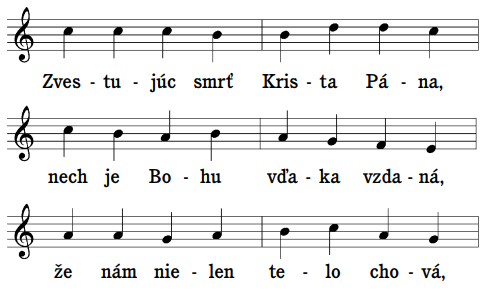 Zves - tu - júc smrť Kris - ta Pá - na,
nech je Bo - hu vďa - ka vzda - ná,
že nám nie - len te - lo cho - vá,